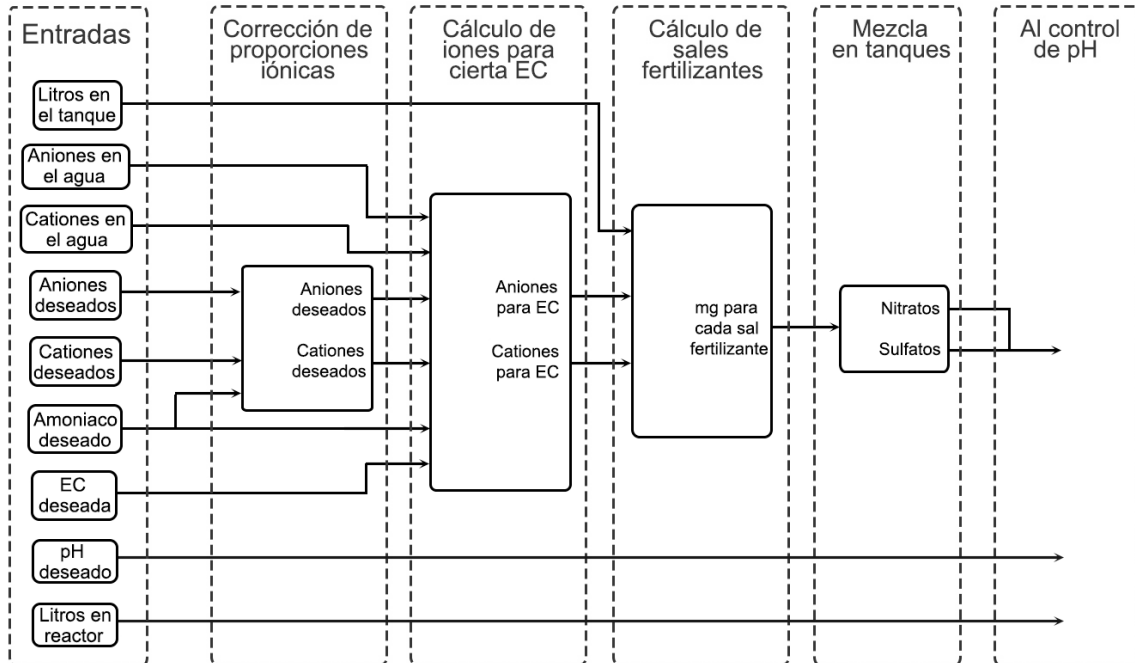 Entradas
Corrección de
proporciones
iónicas
Cálculo de
iones para
cierta EC
Cálculo de
sales
fertilizantes
Mezcla
en tanques
Al control
de pH
Litros en
el tanque
Aniones en
el agua
Cationes en
el agua
Aniones
deseados
Cationes
deseados
Amoniaco
deseado
EC
deseada
pH
deseado
Litros en
reactor
Aniones
deseados
Cationes
deseados
Aniones
para EC
Cationes
para EC
mg para
cada sal
fertilizante
Nitratos
Sulfatos